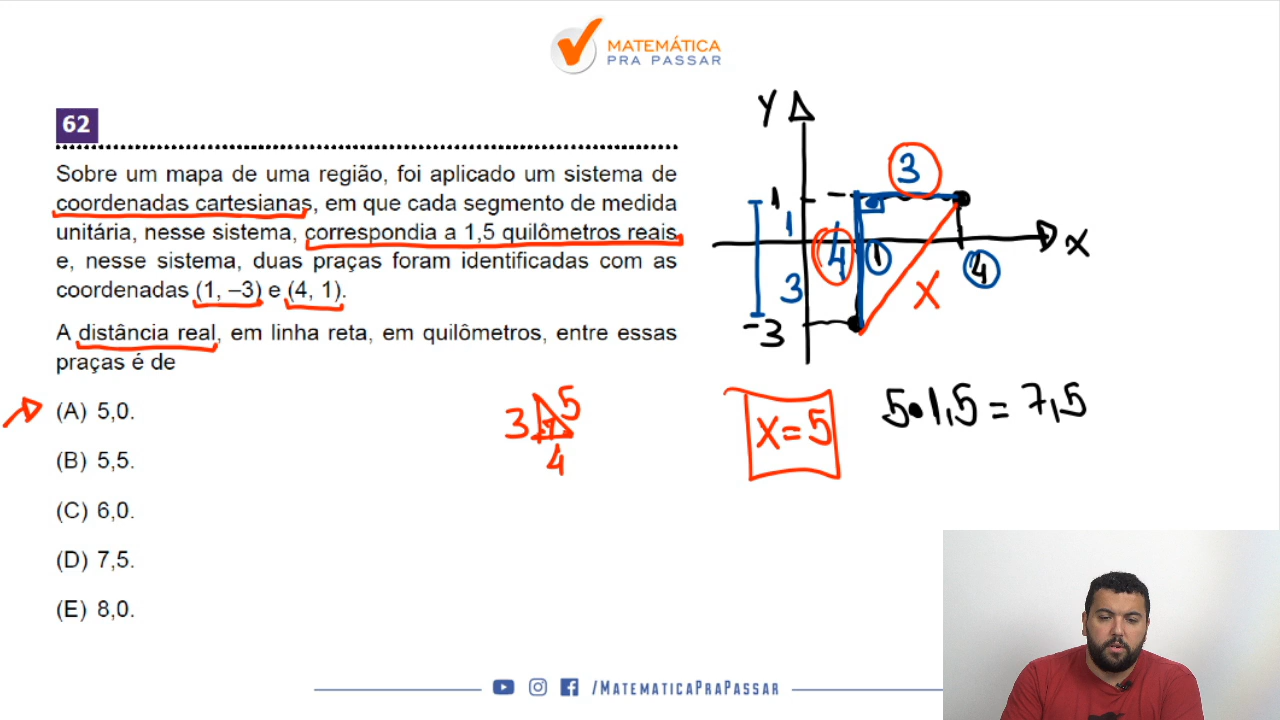 MATEMÁTICA
PRA PASSAR
62
Sobre um mapa de uma região, foi aplicado um sistema de
coordenadas cartesianas, em que cada segmento de medida
unitária, nesse sistema, correspondia a 1,5 quilômetros reais
e, nesse sistema, duas praças foram identificadas com as
coordenadas (1, –3) e (4, 1).
A distância real, em linha reta, em quilômetros, entre essas
praças é de
(A) 5,0.
(B) 5,5.
(C) 6,0.
(D) 7,5.
(E) 8,0.
3 5
4
Y
3
1
1
4
1
4
X
3
X
-3
X=5
5•1,5=7,5
/MatematicaPraPassar